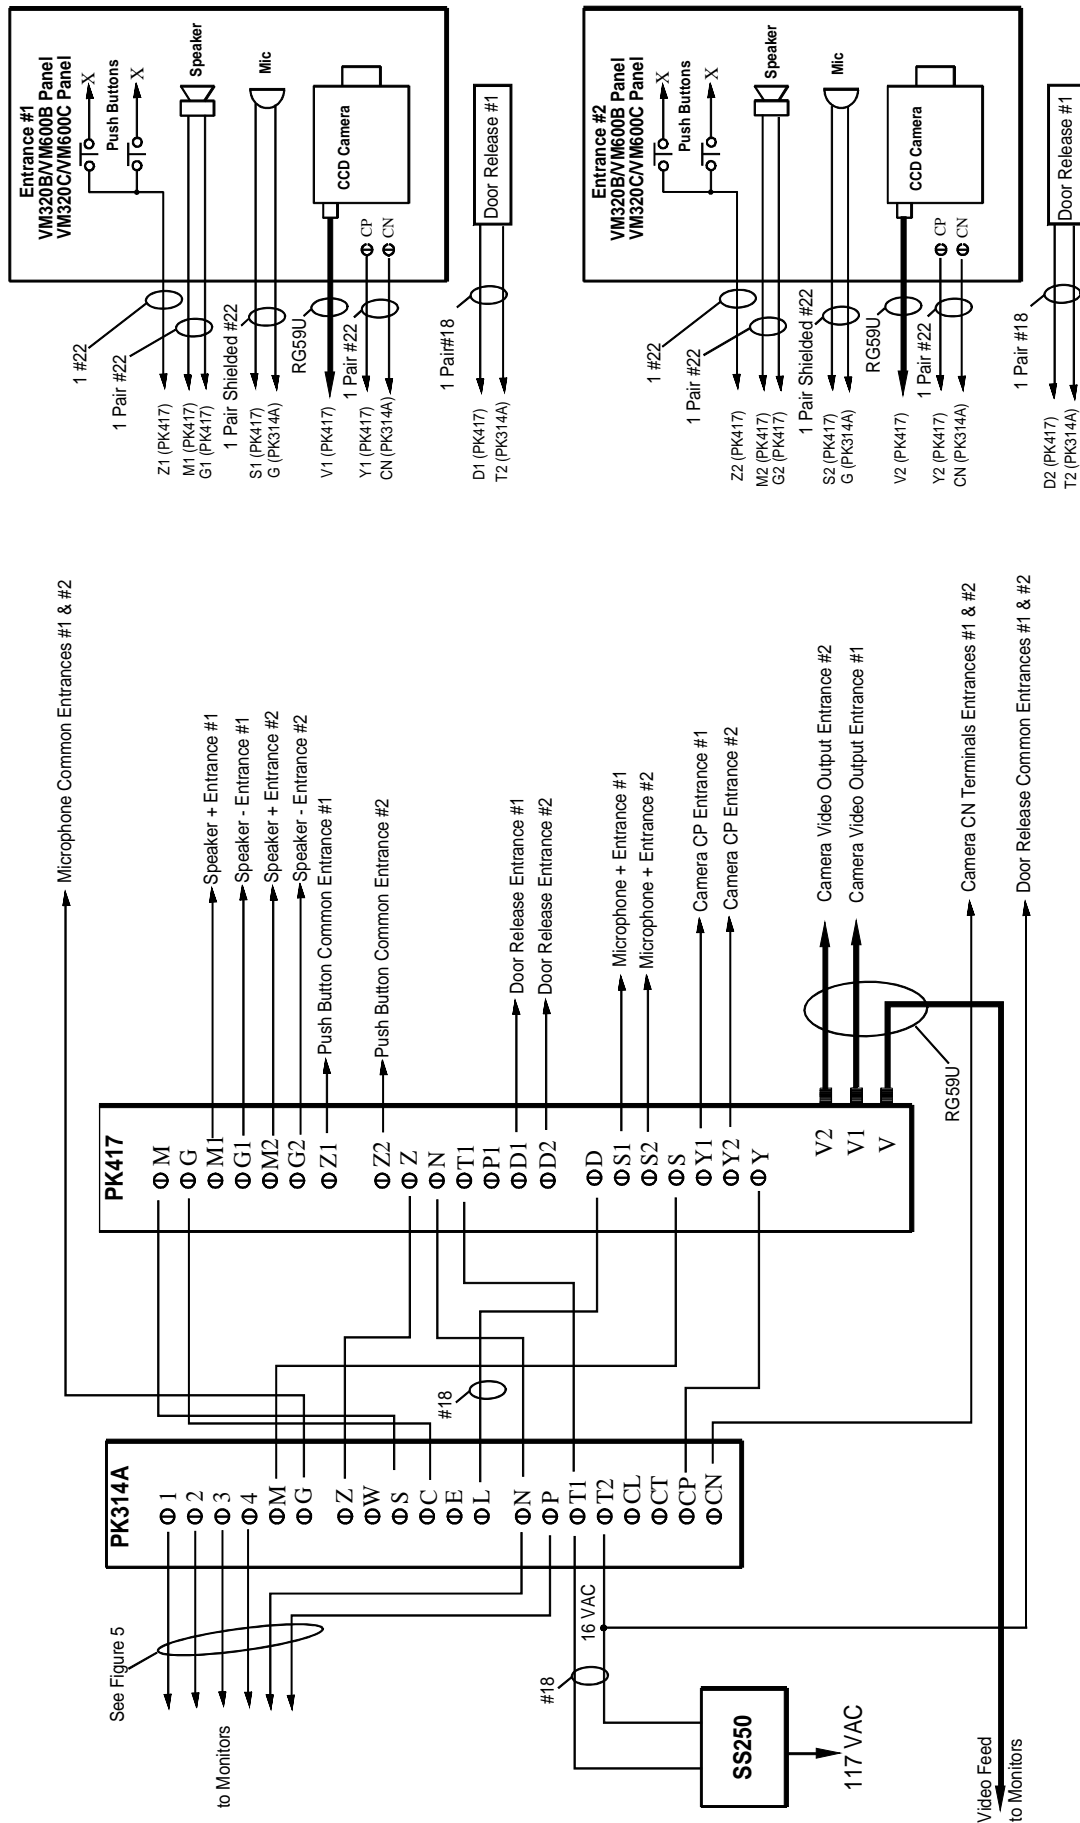 Entrance #1
VM320B/VM600B Panel
VM320C/VM600C Panel
X
X
Push Buttons
Speaker
Mic
CCD Camera
CP
CN
Door Release #1
1 #22
1 Pair #22
1 Pair Shielded #22
RG59U
1 Pair #22
1 Pair#18
Z1 (PK417)
M1 (PK417)
G1 (PK417)
S1 (PK417)
G (PK314A)
V1 (PK417)
Y1 (PK417)
CN (PK314A)
D1 (PK417)
T2 (PK314A)
Entrance #2
VM320B/VM600B Panel
VM320C/VM600C Panel
X
X
Push Buttons
Speaker
Mic
CCD Camera
CP
CN
Door Release #1
1 #22
1 Pair #22
1 Pair Shielded #22
RG59U
1 Pair #22
1 Pair #18
Z2 (PK417)
M2 (PK417)
G2 (PK417)
S2 (PK417)
G (PK314A)
V2 (PK417)
Y2 (PK417)
CN (PK314A)
D2 (PK417)
T2 (PK314A)
Microphone Common Entrances #1 & #2
Speaker + Entrance #1
Speaker - Entrance #1
Speaker + Entrance #2
Speaker - Entrance #2
Push Button Common Entrance #1
Push Button Common Entrance #2
Door Release Entrance #1
Door Release Entrance #2
Microphone + Entrance #1
Microphone + Entrance #2
Camera CP Entrance #1
Camera CP Entrance #2
Camera Video Output Entrance #2
Camera Video Output Entrance #1
Camera CN Terminals Entrances #1 & #2
Door Release Common Entrances #1 & #2
RG59U
PK417
M
G
M1
G1
M2
G2
Z1
Z2
Z
N
T1
P1
D1
D2
D
S1
S2
S
Y1
Y2
Y
V2
V1
V
#18
PK314A
1
2
3
4
M
G
Z
W
S
C
E
L
N
P
T1
T2
CL
CT
CP
CN
See Figure 5
to Monitors
16 VAC
#18
SS250
117 VAC
Video Feed
to Monitors